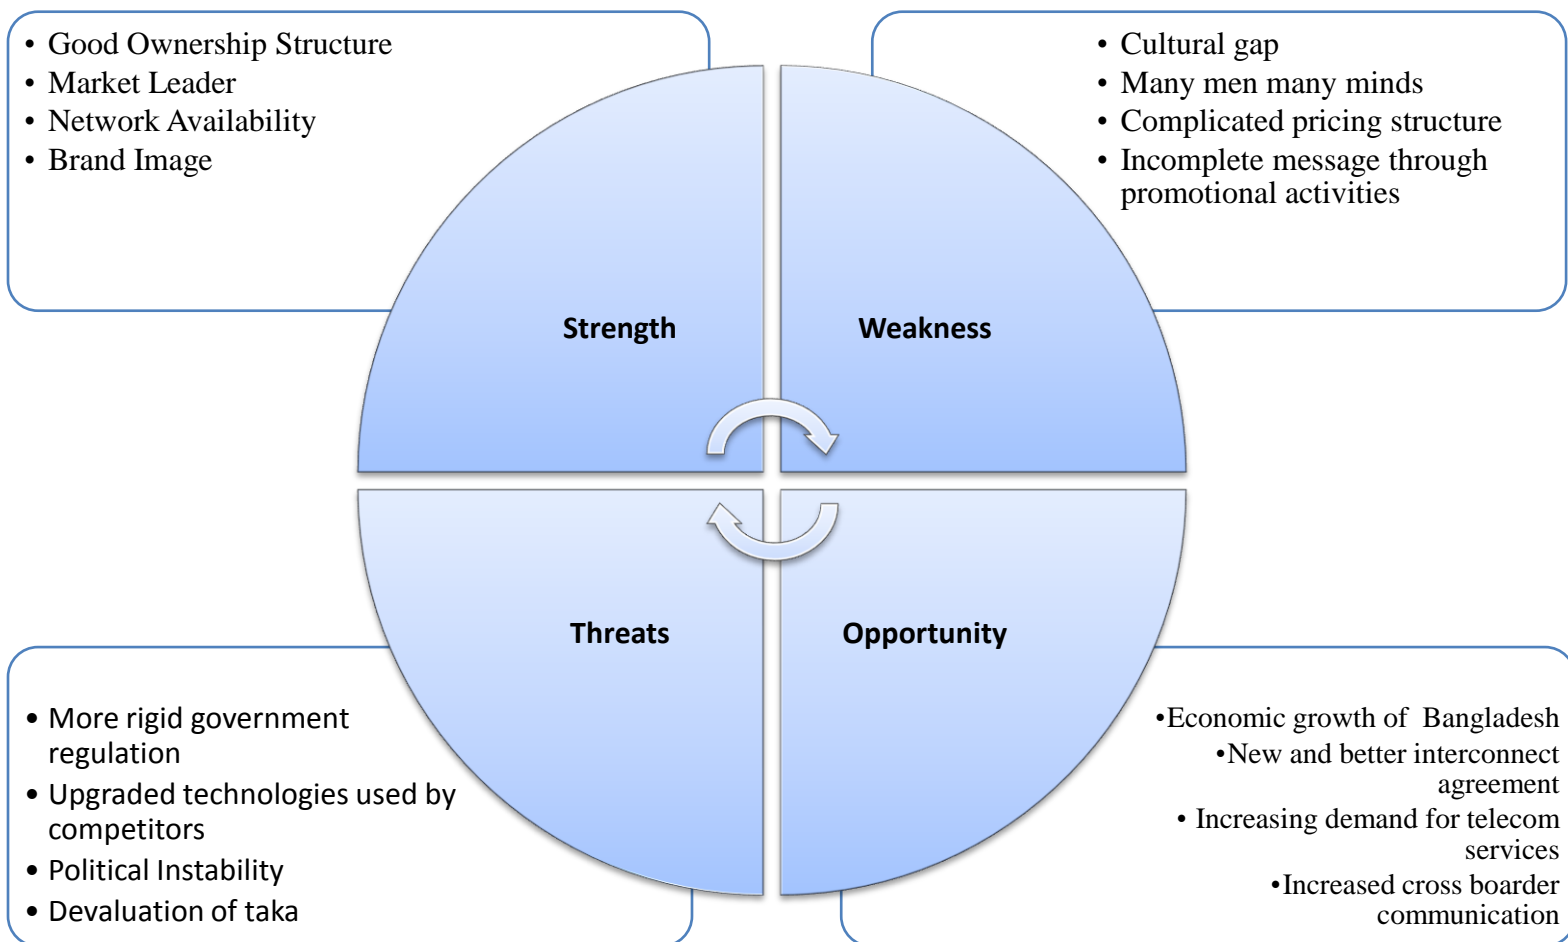 • Good Ownership Structure
• Market Leader
• Network Availability
• Brand Image
• Cultural gap
• Many men many minds
• Complicated pricing structure
• Incomplete message through
promotional activities
Strength
Weakness
Threats
Opportunity
• More rigid government
regulation
• Upgraded technologies used by
competitors
• Political Instability
• Devaluation of taka
•Economic growth of Bangladesh
•New and better interconnect
agreement
• Increasing demand for telecom
services
•Increased cross boarder
communication